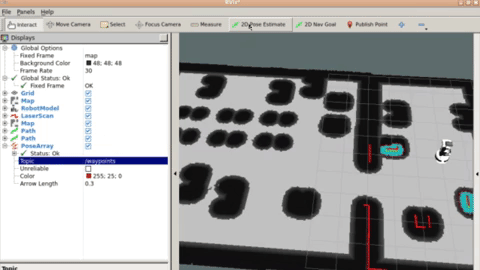 RViz*
File Panels Help
Interact Move Camera Select Focus Camera Measure 2D Pose Estimate 2D Nav Goal Publish Point
Displays
Global Options
Fixed Frame map
Background Color 48; 48; 48
Frame Rate 30
Global Status: Ok
Fixed Frame OK
Grid
Map
RobotModel
LaserScan
Map
Path
Path
PoseArray
Status: Ok
Topic /waypoints
Unreliable
Color 255; 25; 0
Arrow Length 0.3
Topic